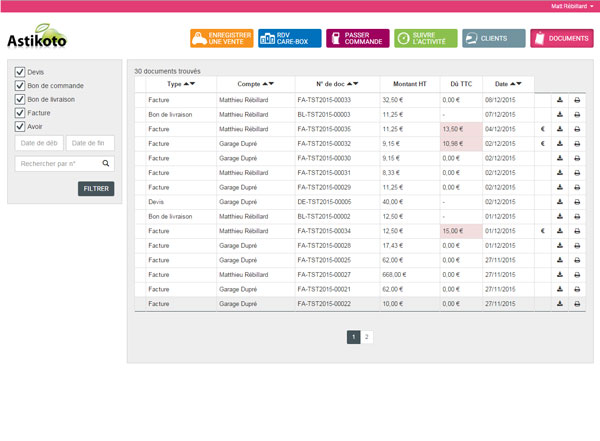 Matt Rébillard
Astikoto
ENREGISTRER UNE VENTE
RDV CARE-BOX
PASSER COMMANDE
SUIVRE L'ACTIVITÉ
CLIENTS
DOCUMENTS
Devis
Bon de commande
Bon de livraison
Facture
Avoir
Date de déb
Date de fin
Rechercher par n°
FILTRER
30 documents trouvés
Type Compte N° de doc Montant HT Dû TTC Date
Facture Matthieu Rébillard FA-TST2015-00033 32,50 € 0,00 € 08/12/2015
Bon de livraison Matthieu Rébillard BL-TST2015-00003 11,25 € - 07/12/2015
Facture Matthieu Rébillard FA-TST2015-00035 11,25 € 13,50 € 04/12/2015 €
Facture Garage Dupré FA-TST2015-00032 9,15 € 10,98 € 02/12/2015 €
Facture Garage Dupré FA-TST2015-00030 9,15 € 0,00 € 02/12/2015
Facture Matthieu Rébillard FA-TST2015-00031 8,33 € 0,00 € 02/12/2015
Facture Garage Dupré FA-TST2015-00029 11,25 € 0,00 € 02/12/2015
Devis Garage Dupré DE-TST2015-00005 40,00 € - 02/12/2015
Bon de livraison Matthieu Rébillard BL-TST2015-00002 12,50 € - 01/12/2015
Facture Matthieu Rébillard FA-TST2015-00034 12,50 € 15,00 € 01/12/2015 €
Facture Garage Dupré FA-TST2015-00028 17,43 € 0,00 € 01/12/2015
Facture Garage Dupré FA-TST2015-00025 62,00 € 0,00 € 27/11/2015
Facture Matthieu Rébillard FA-TST2015-00027 668,00 € 0,00 € 27/11/2015
Facture Garage Dupré FA-TST2015-00021 62,00 € 0,00 € 27/11/2015
Facture Garage Dupré FA-TST2015-00022 10,00 € 0,00 € 27/11/2015
1 2